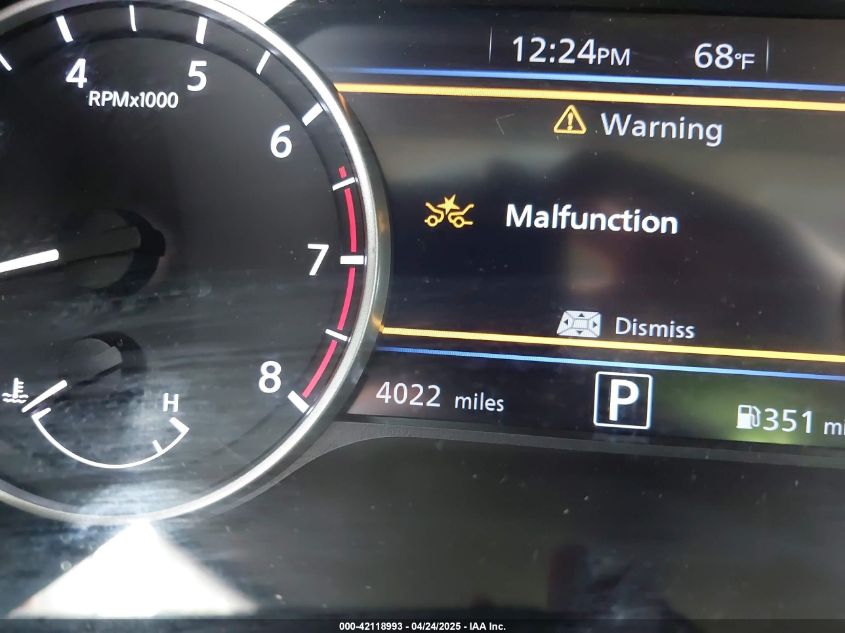 12:24PM 68°F
4 5
RPMx1000
Warning
6
Malfunction
7
Dismiss
8
H
4022 miles P 351 mi
000-42118993 - 04/24/2025 - IAA Inc.